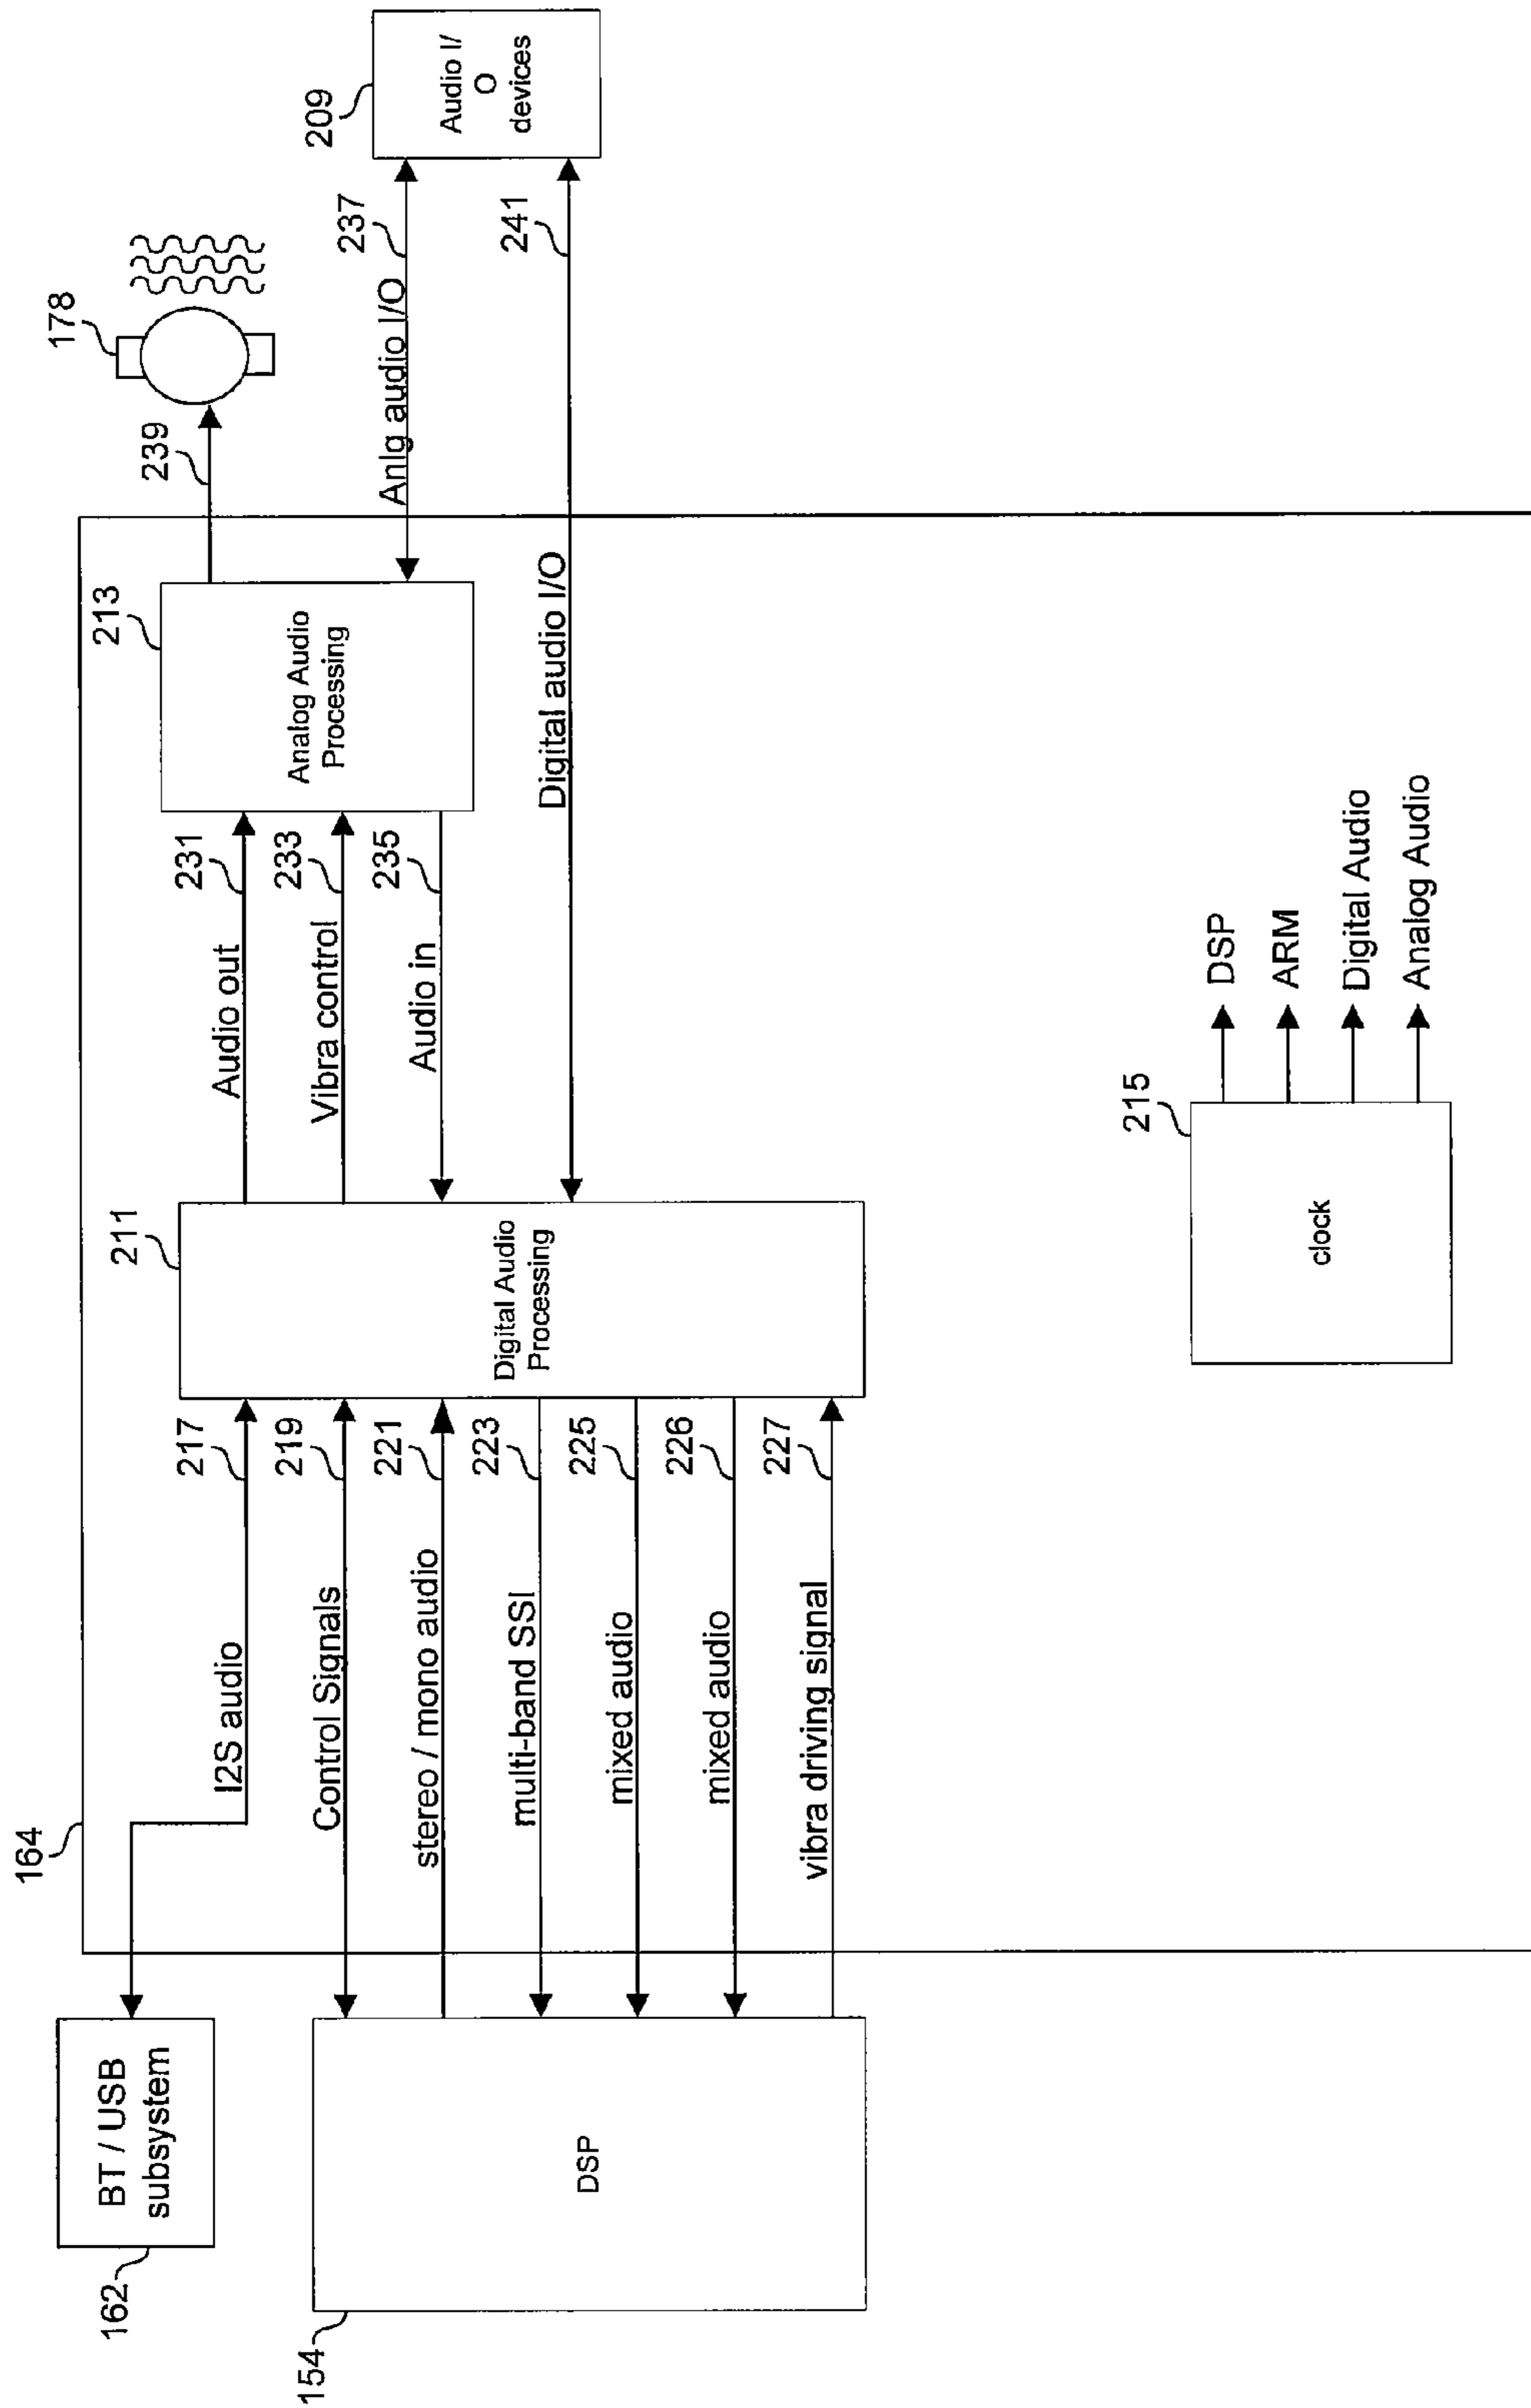 164
BT / USB
subsystem
162
DSP
154
I2S audio
217
Control Signals
219
stereo / mono audio
221
multi-band SSI
223
mixed audio
225
mixed audio
226
vibra driving signal
227
211
Digital Audio
Processing
Audio out
231
Vibra control
233
Audio in
235
213
Analog Audio
Processing
239
178
Anlg audio I/O
237
Digital audio I/O
241
209
Audio I/
O
devices
215
clock
DSP
ARM
Digital Audio
Analog Audio